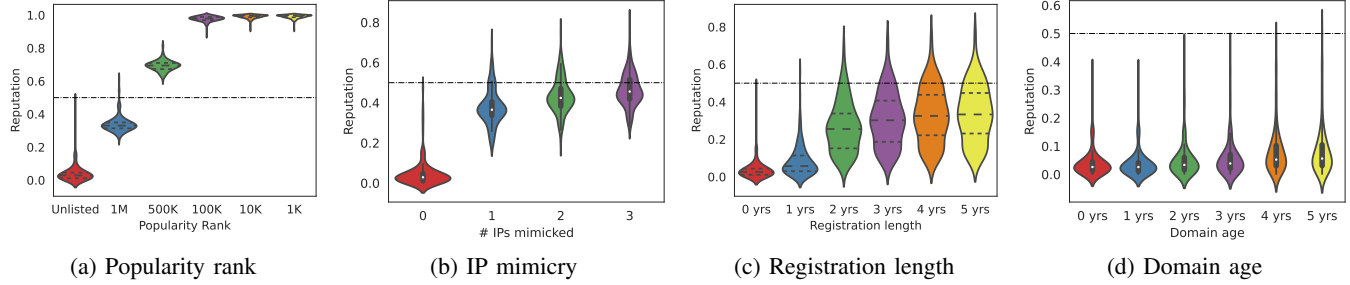 Reputation
1.0
0.8
0.6
0.4
0.2
0.0
Unlisted 1M 500K 100K 10K 1K
Popularity Rank
(a) Popularity rank
Reputation
0.8
0.6
0.4
0.2
0.0
0 1 2 3
# IPs mimicked
(b) IP mimicry
Reputation
0.8
0.6
0.4
0.2
0.0
0 yrs 1 yrs 2 yrs 3 yrs 4 yrs 5 yrs
Registration length
(c) Registration length
Reputation
0.5
0.4
0.3
0.2
0.1
0.0
0 yrs 1 yrs 2 yrs 3 yrs 4 yrs 5 yrs
Domain age
(d) Domain age